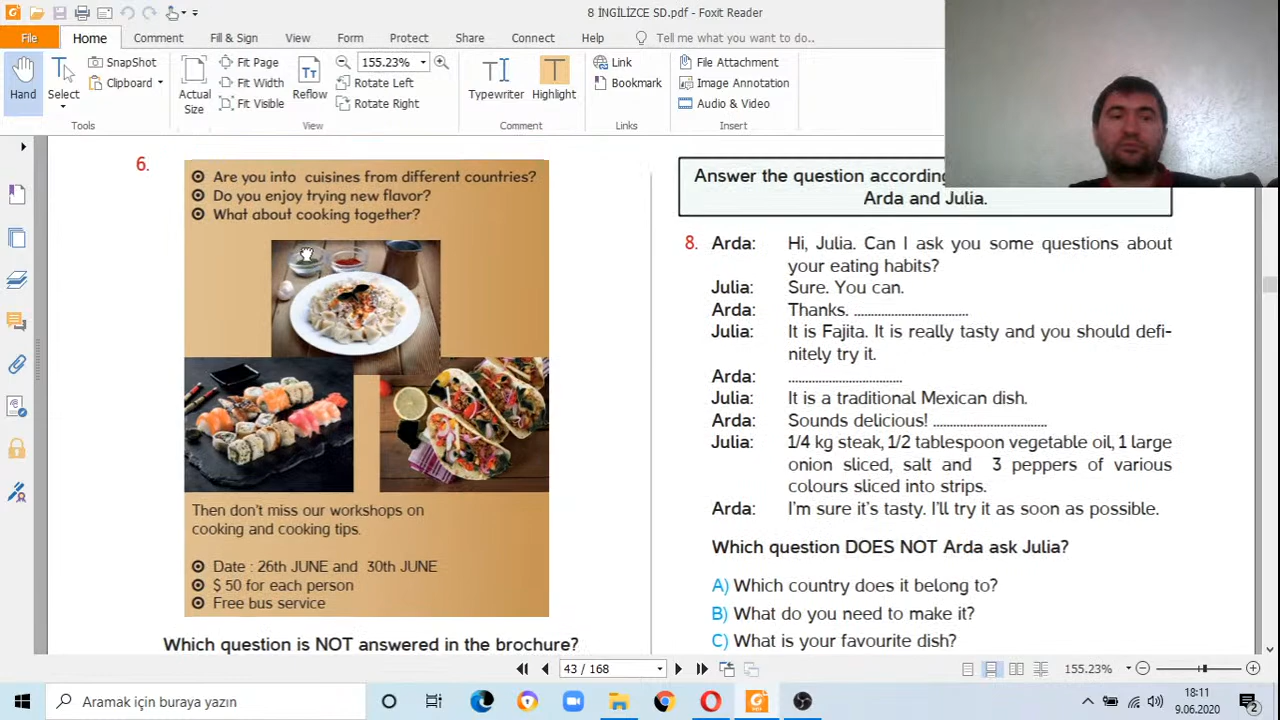 8 İNGİLİZCE SD.pdf - Foxit Reader
File Home Comment Fill & Sign View Form Protect Share Connect Help Tell me what you want to do..
Hand
Select
SnapShot
Clipboard
Tools
Actual Size
Fit Page
Fit Width
Fit Visible
Reflow
155.23%
Rotate Left
Rotate Right
View
Typewriter
Highlight
Comment
Link
Bookmark
Links
File Attachment
Image Annotation
Audio & Video
Insert
6.
Are you into cuisines from different countries?
Do you enjoy trying new flavor?
What about cooking together?
Then don't miss our workshops on
cooking and cooking tips.
Date : 26th JUNE and 30th JUNE
$ 50 for each person
Free bus service
Which question is NOT answered in the brochure?
Answer the question according
Arda and Julia.
8. Arda: Hi, Julia. Can I ask you some questions about
your eating habits?
Julia: Sure. You can.
Arda: Thanks. ..................................
Julia: It is Fajita. It is really tasty and you should defi-
nitely try it.
Arda: ..................................
Julia: It is a traditional Mexican dish.
Arda: Sounds delicious! ..................................
Julia: 1/4 kg steak, 1/2 tablespoon vegetable oil, 1 large
onion sliced, salt and 3 peppers of various
colours sliced into strips.
Arda: I'm sure it's tasty. I'll try it as soon as possible.
Which question DOES NOT Arda ask Julia?
A) Which country does it belong to?
B) What do you need to make it?
C) What is your favourite dish?
43 / 168
155.23%
Aramak için buraya yazın
18:11
9.06.2020
2